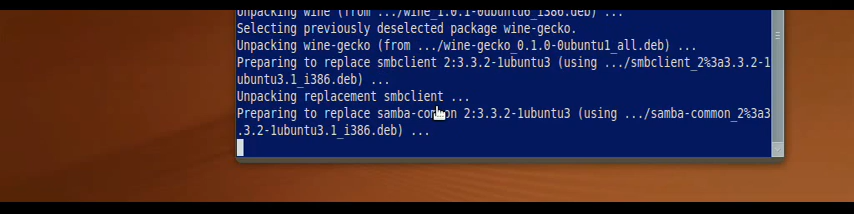 Unpacking wine (from .../wine_1.0.1-0ubuntu6_i386.deb) ...
Selecting previously deselected package wine-gecko.
Unpacking wine-gecko (from .../wine-gecko_0.1.0-0ubuntu1_all.deb) ...
Preparing to replace smbclient 2:3.3.2-1ubuntu3 (using .../smbclient_2%3a3.3.2-1
ubuntu3.1_i386.deb) ...
Unpacking replacement smbclient ...
Preparing to replace samba-common 2:3.3.2-1ubuntu3 (using .../samba-common_2%3a3
.3.2-1ubuntu3.1_i386.deb) ...